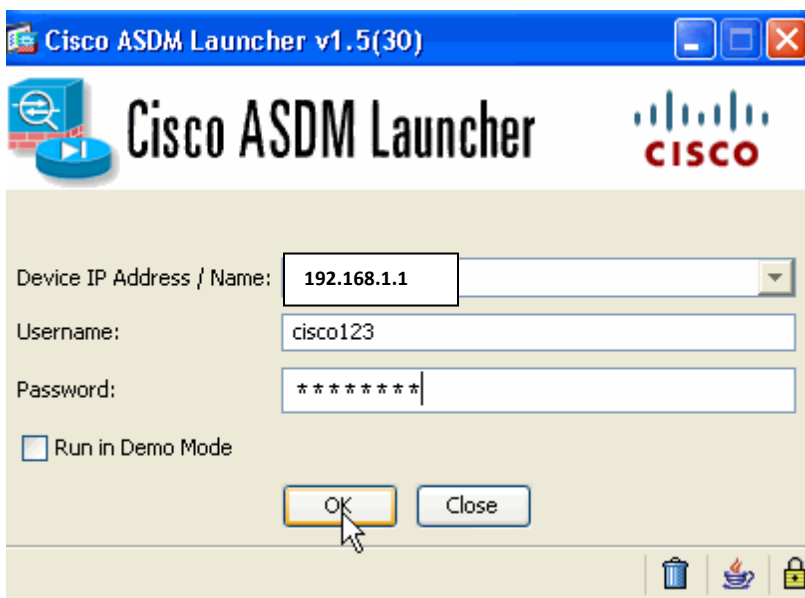 Cisco ASDM Launcher v1.5(30)
Cisco ASDM Launcher
CISCO
Device IP Address / Name: 192.168.1.1
Username: cisco123
Password: ********
Run in Demo Mode
OK Close